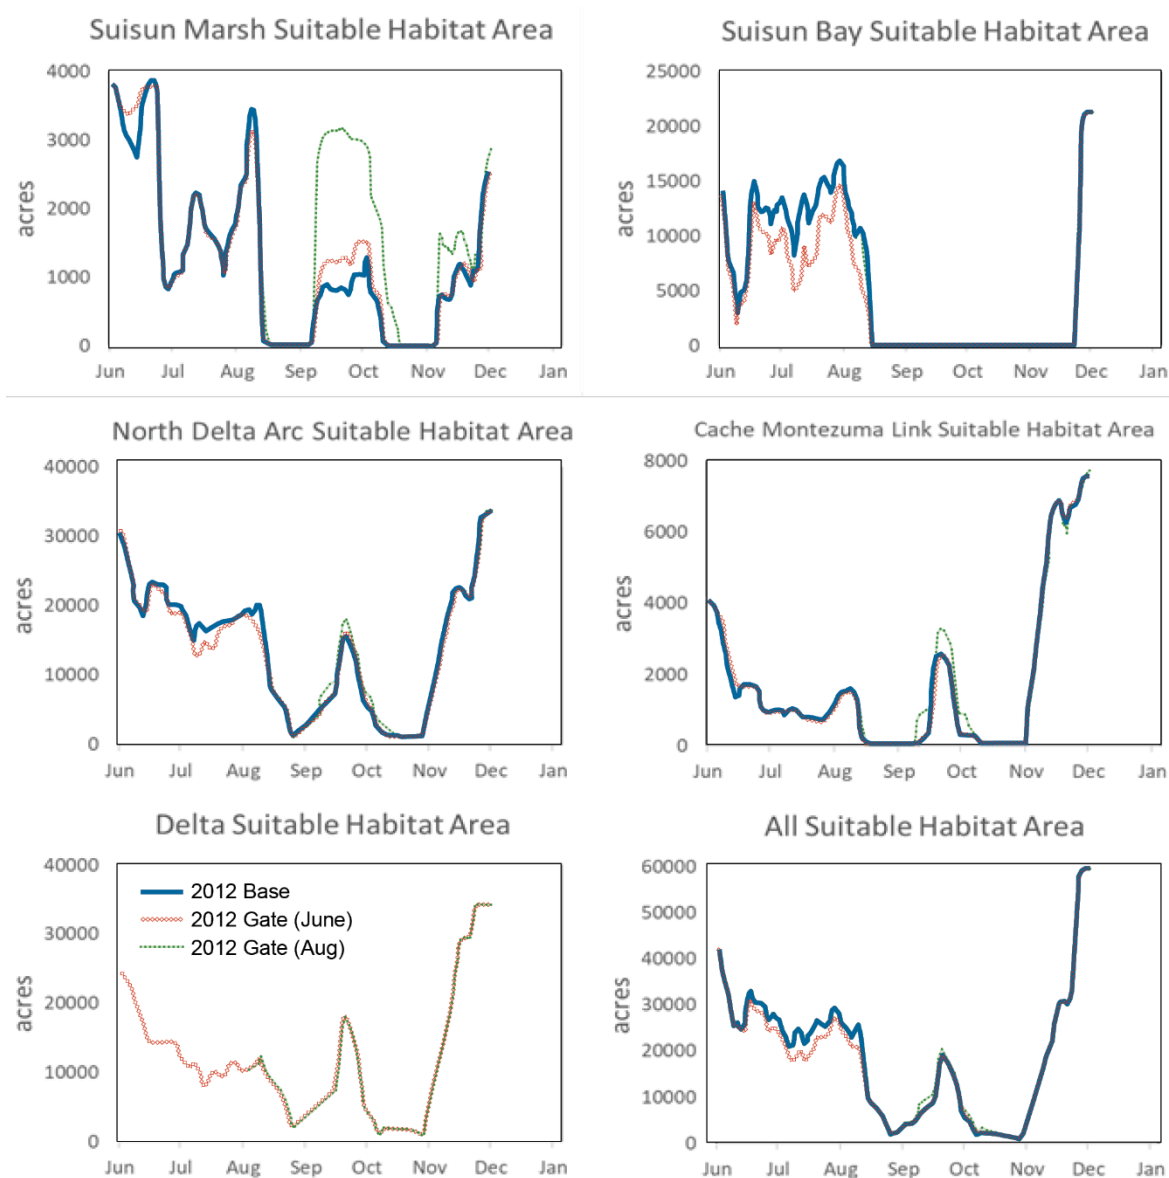 Suisun Marsh Suitable Habitat Area
4000
3000
2000
1000
0
acres
Jun Jul Aug Sep Oct Nov Dec Jan
Suisun Bay Suitable Habitat Area
25000
20000
15000
10000
5000
0
acres
Jun Jul Aug Sep Oct Nov Dec Jan
North Delta Arc Suitable Habitat Area
40000
30000
20000
10000
0
acres
Jun Jul Aug Sep Oct Nov Dec Jan
Cache Montezuma Link Suitable Habitat Area
8000
6000
4000
2000
0
acres
Jun Jul Aug Sep Oct Nov Dec Jan
Delta Suitable Habitat Area
40000
30000
20000
10000
0
acres
2012 Base
2012 Gate (June)
2012 Gate (Aug)
Jun Jul Aug Sep Oct Nov Dec Jan
All Suitable Habitat Area
60000
50000
40000
30000
20000
10000
0
acres
Jun Jul Aug Sep Oct Nov Dec Jan